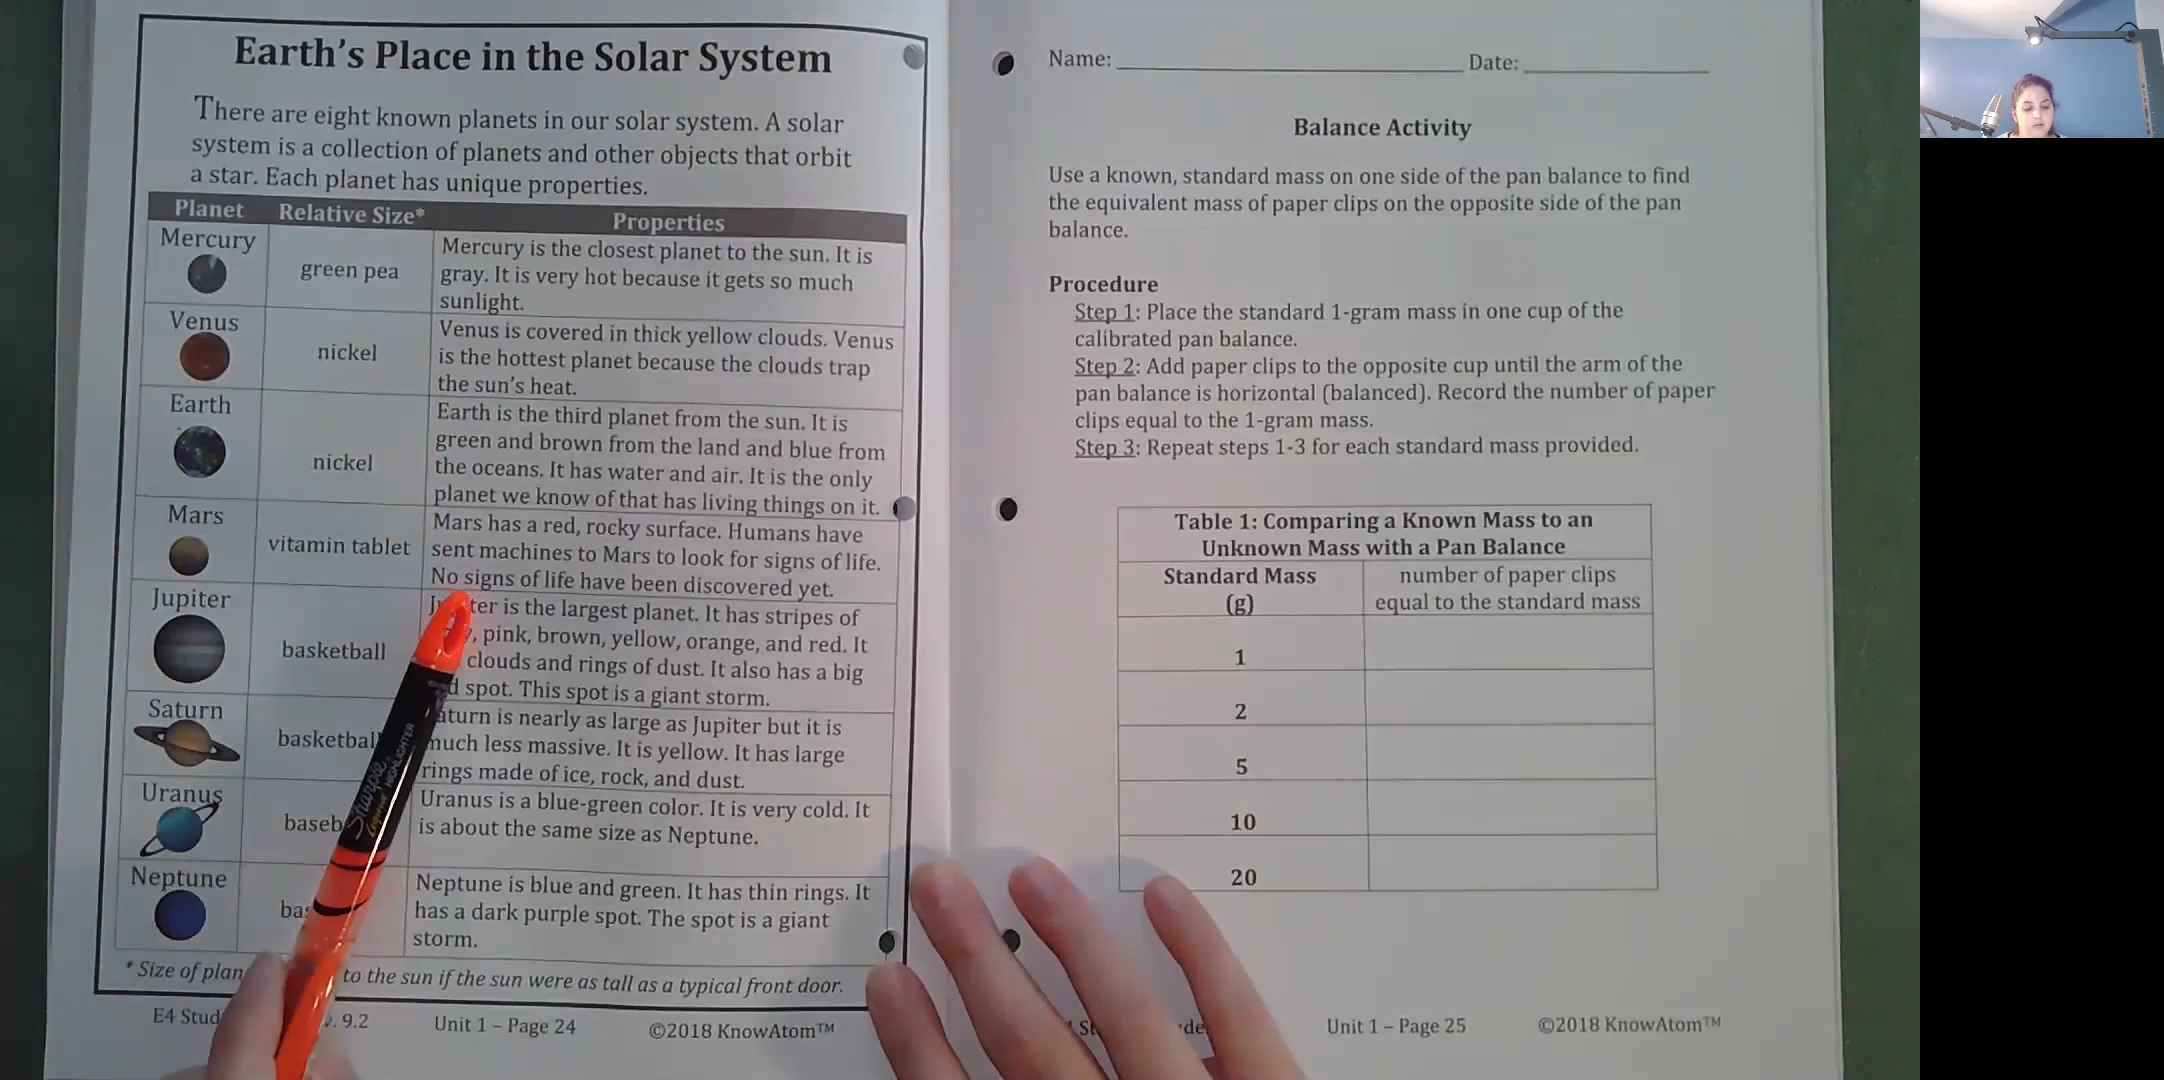 Earth's Place in the Solar System
There are eight known planets in our solar system. A solar
system is a collection of planets and other objects that orbit
a star. Each planet has unique properties.
Planet Relative Size* Properties
Mercury
green pea
Mercury is the closest planet to the sun. It is
gray. It is very hot because it gets so much
sunlight.
Venus
nickel
Venus is covered in thick yellow clouds. Venus
is the hottest planet because the clouds trap
the sun's heat.
Earth
nickel
Earth is the third planet from the sun. It is
green and brown from the land and blue from
the oceans. It has water and air. It is the only
planet we know of that has living things on it.
Mars
vitamin tablet
Mars has a red, rocky surface. Humans have
sent machines to Mars to look for signs of life.
No signs of life have been discovered yet.
Jupiter
basketball
is the largest planet. It has stripes of
pink, brown, yellow, orange, and red. It
clouds and rings of dust. It also has a big
spot. This spot is a giant storm.
Saturn
basketball
Saturn is nearly as large as Jupiter but it is
much less massive. It is yellow. It has large
rings made of ice, rock, and dust.
Uranus
Uranus is a blue-green color. It is very cold. It
is about the same size as Neptune.
Neptune
Neptune is blue and green. It has thin rings. It
has a dark purple spot. The spot is a giant
storm.
* Size of to the sun if the sun were as tall as a typical front door.
E4 9.2 Unit 1 – Page 24 ©2018 KnowAtom™
Sharpie
HIGHLIGHTER
Name: Date:
Balance Activity
Use a known, standard mass on one side of the pan balance to find
the equivalent mass of paper clips on the opposite side of the pan
balance.
Procedure
Step 1: Place the standard 1-gram mass in one cup of the
calibrated pan balance.
Step 2: Add paper clips to the opposite cup until the arm of the
pan balance is horizontal (balanced). Record the number of paper
clips equal to the 1-gram mass.
Step 3: Repeat steps 1-3 for each standard mass provided.
Table 1: Comparing a Known Mass to an
Unknown Mass with a Pan Balance
Standard Mass
(g)
number of paper clips
equal to the standard mass
1
2
5
10
20
Unit 1 – Page 25 ©2018 KnowAtom™